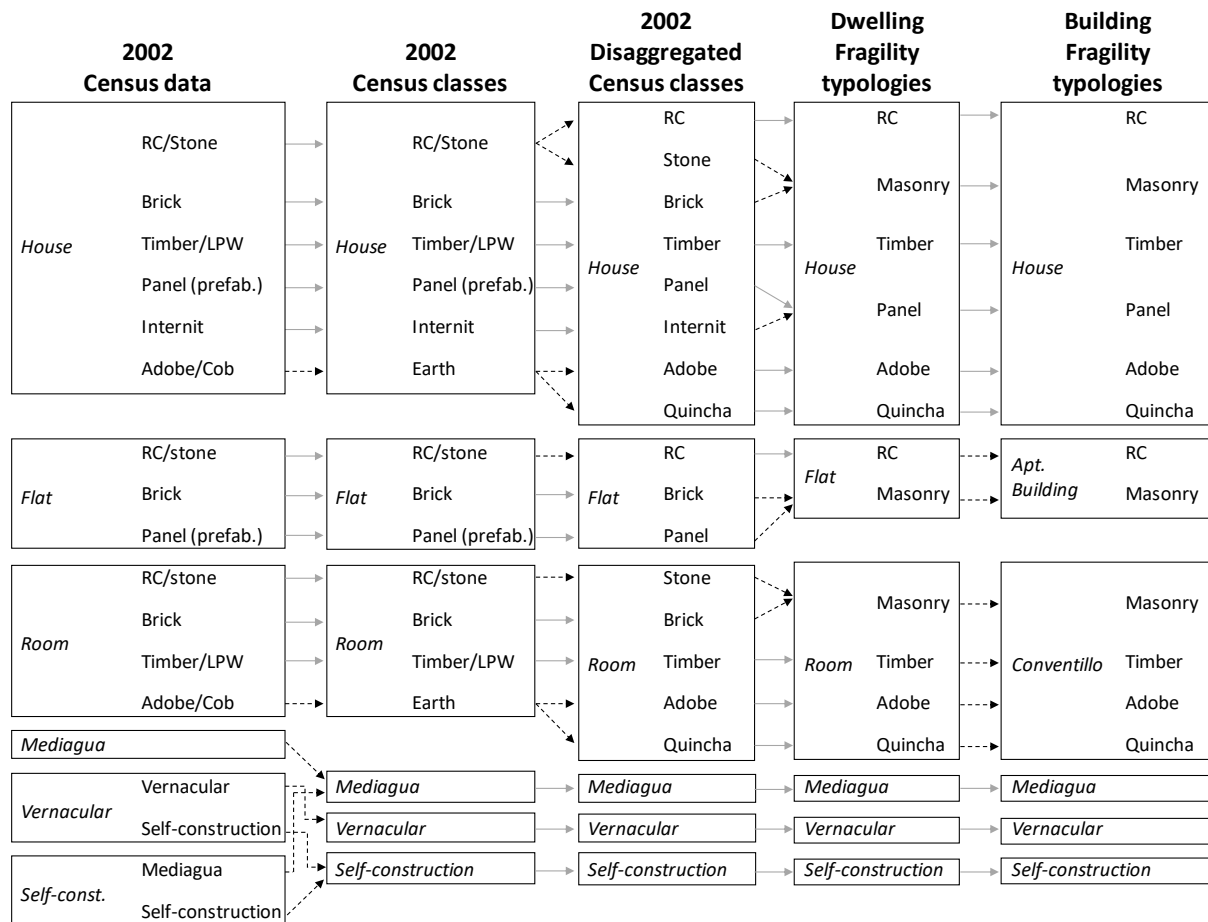 2002
Census data
2002
Census classes
2002
Disaggregated
Census classes
Dwelling
Fragility
typologies
Building
Fragility
typologies
House
RC/Stone
Brick
Timber/LPW
Panel (prefab.)
Internit
Adobe/Cob
House
RC/Stone
Brick
Timber/LPW
Panel (prefab.)
Internit
Earth
House
RC
Stone
Brick
Timber
Panel
Internit
Adobe
Quincha
House
RC
Masonry
Timber
Panel
Adobe
Quincha
House
RC
Masonry
Timber
Panel
Adobe
Quincha
Flat
RC/stone
Brick
Panel (prefab.)
Flat
RC/stone
Brick
Panel (prefab.)
Flat
RC
Brick
Panel
Flat
RC
Masonry
Apt.
Building
RC
Masonry
Room
RC/stone
Brick
Timber/LPW
Adobe/Cob
Room
RC/stone
Brick
Timber/LPW
Earth
Room
Stone
Brick
Timber
Adobe
Quincha
Room
Masonry
Timber
Adobe
Quincha
Conventillo
Masonry
Timber
Adobe
Quincha
Mediagua
Vernacular
Vernacular
Self-construction
Self-const.
Mediagua
Self-construction
Mediagua
Mediagua
Mediagua
Mediagua
Vernacular
Vernacular
Vernacular
Vernacular
Self-construction
Self-construction
Self-construction
Self-construction